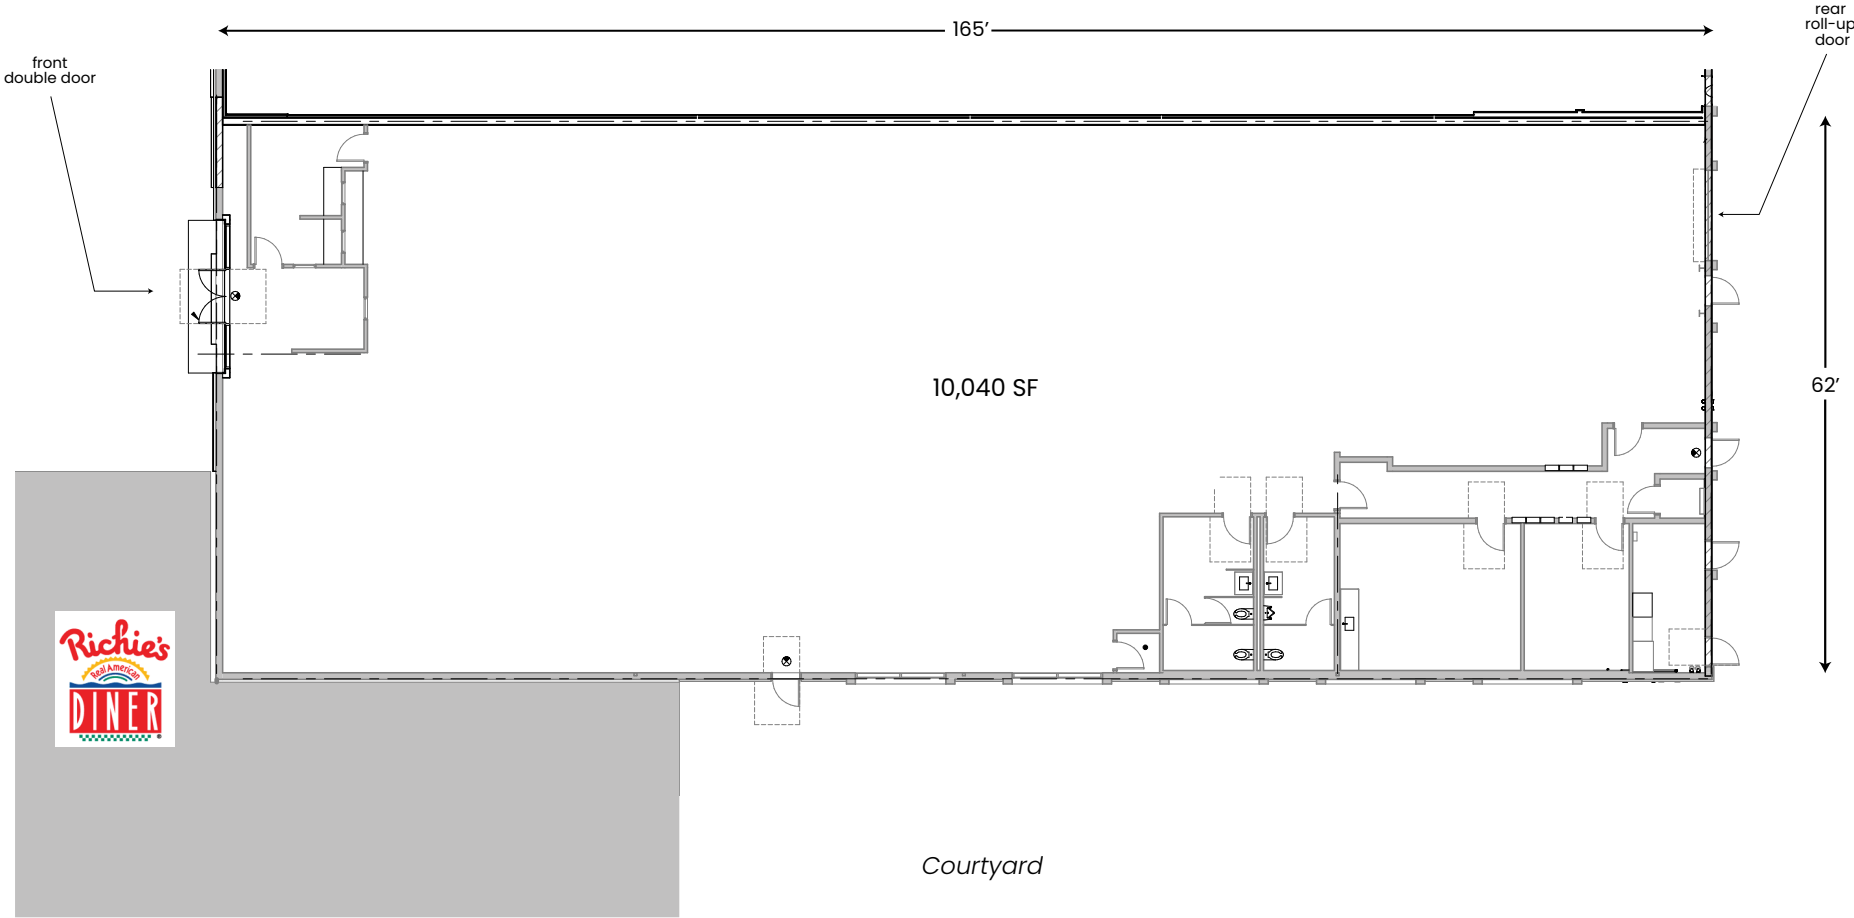 165’
rear
roll-up
door
front
double door
10,040 SF
62’
Richie's
Real American
DINER
®
Courtyard